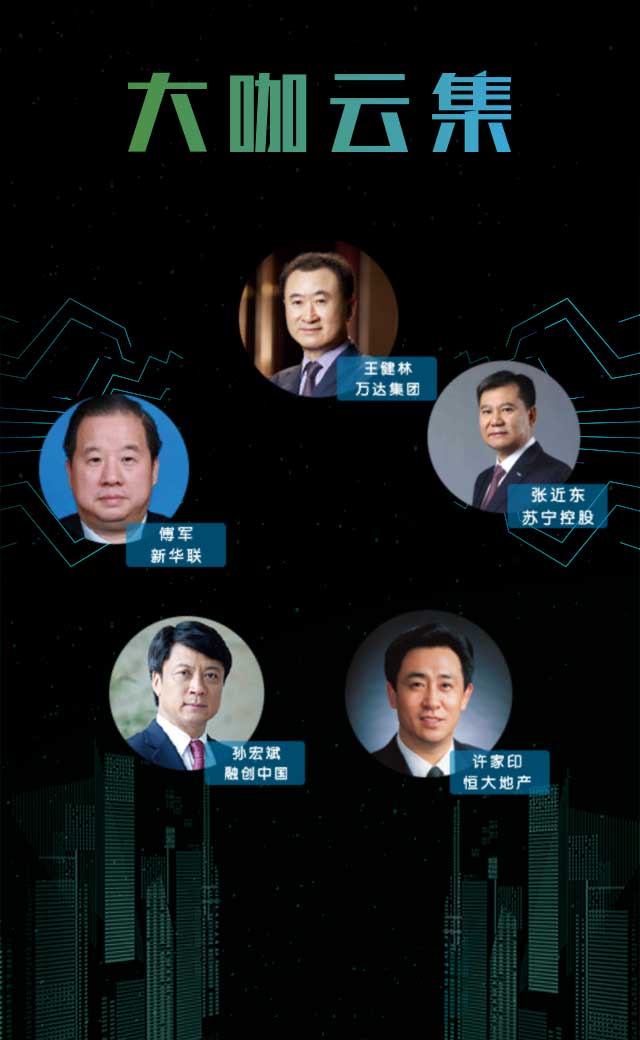 大咖云集
王健林
万达集团
张近东
苏宁控股
傅军
新华联
孙宏斌
融创中国
许家印
恒大地产